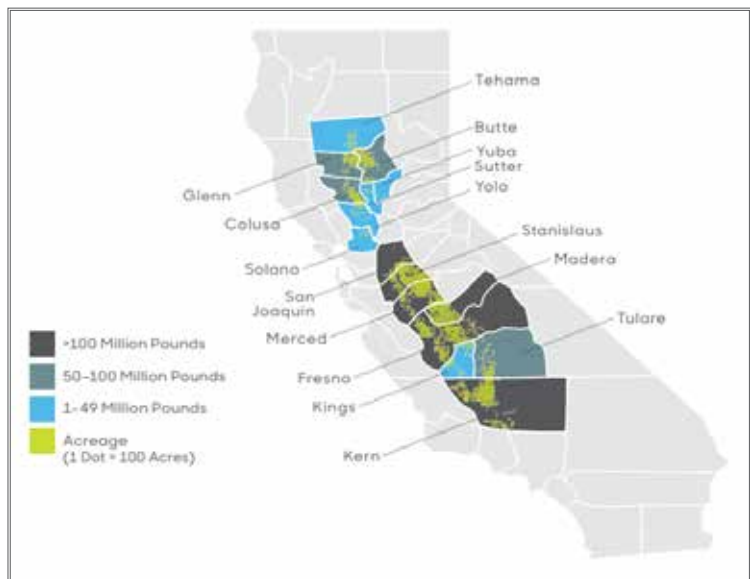 Tehama
Butte
Yuba
Sutter
Yolo
Glenn
Colusa
Solano
Stanislaus
Madera
San
Joaquin
Merced
Tulare
Fresno
Kings
Kern
>100 Million Pounds
50–100 Million Pounds
1–49 Million Pounds
Acreage
(1 Dot = 100 Acres)